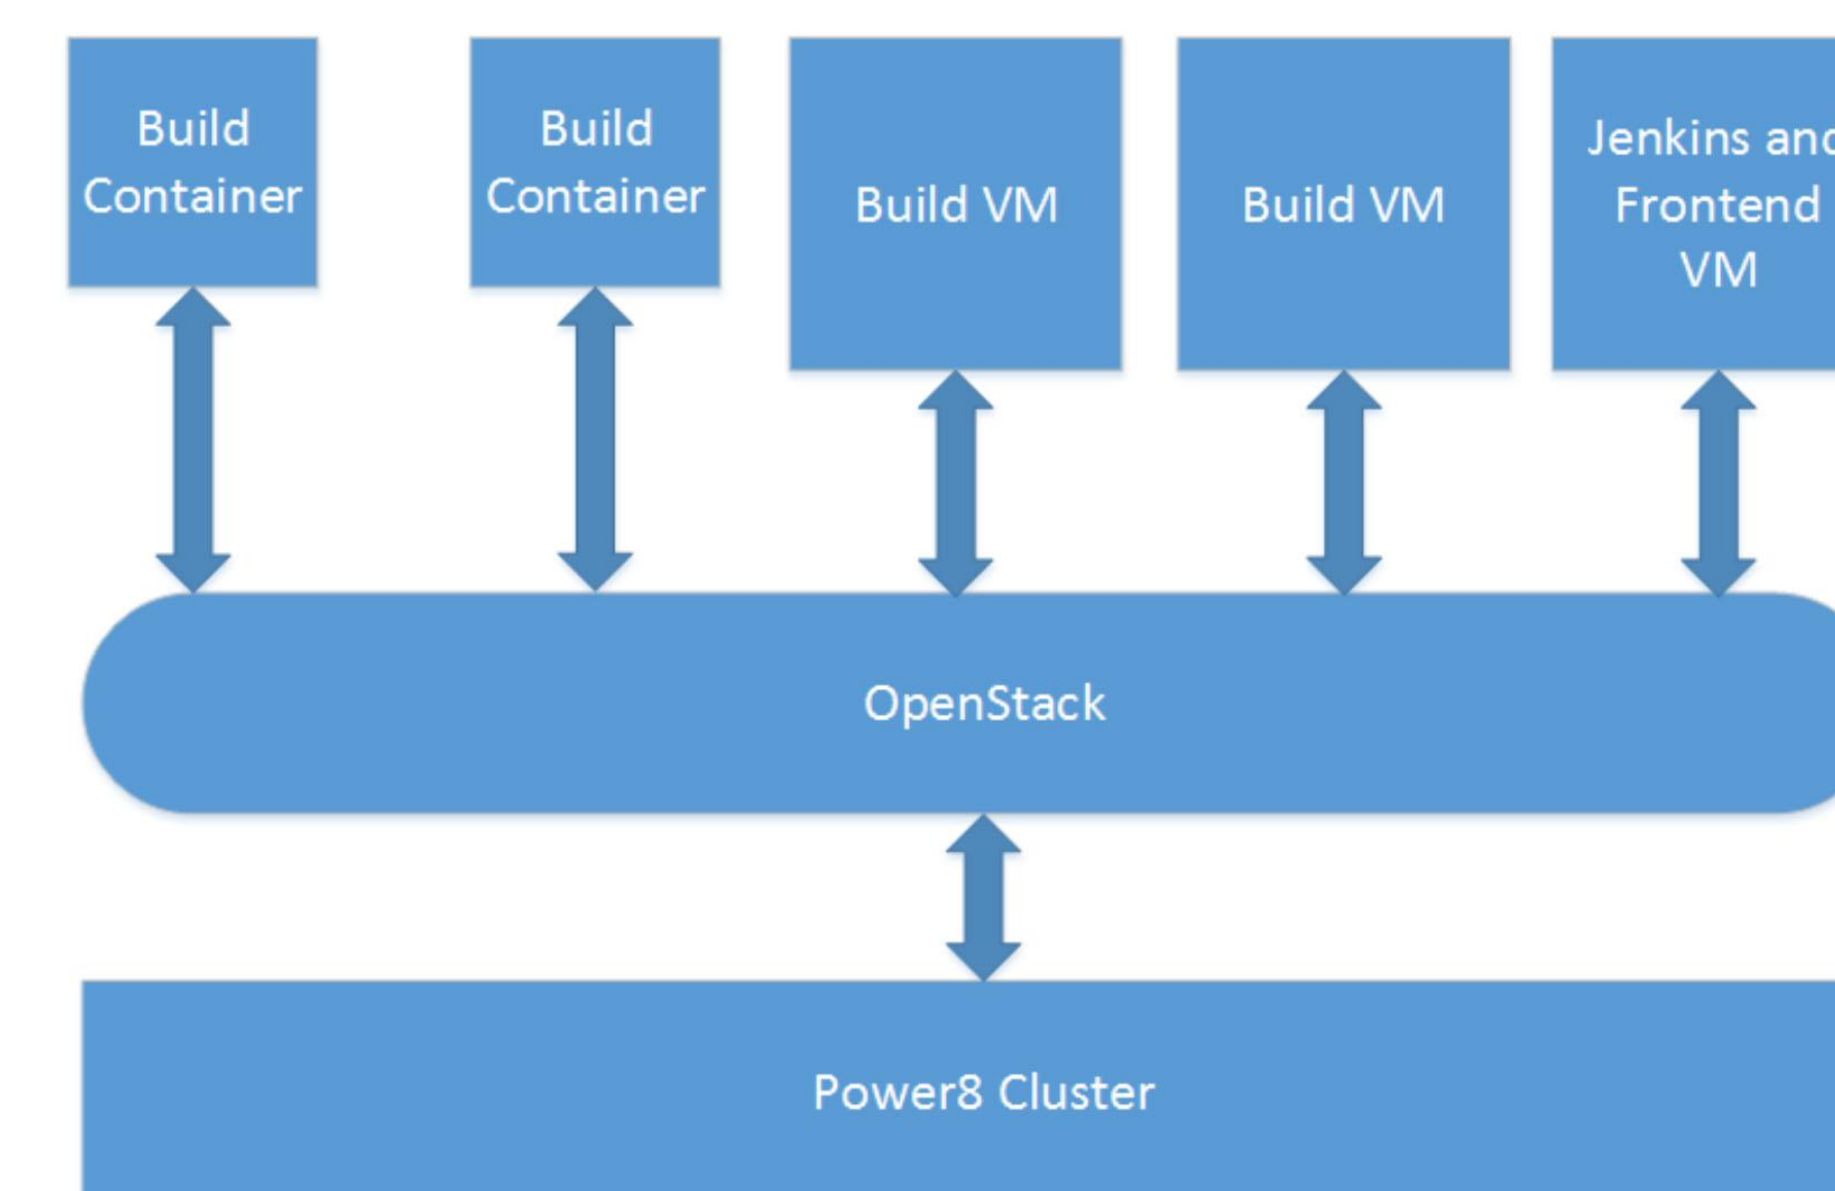 Build
Container
Build
Container
Build VM
Build VM
Jenkins and
Frontend
VM
OpenStack
Power8 Cluster